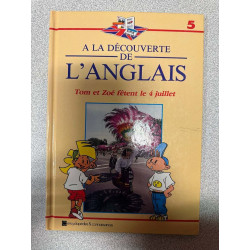 5
A LA DÉCOUVERTE
DE
L'ANGLAIS
Tom et Zoé fêtent le 4 juillet